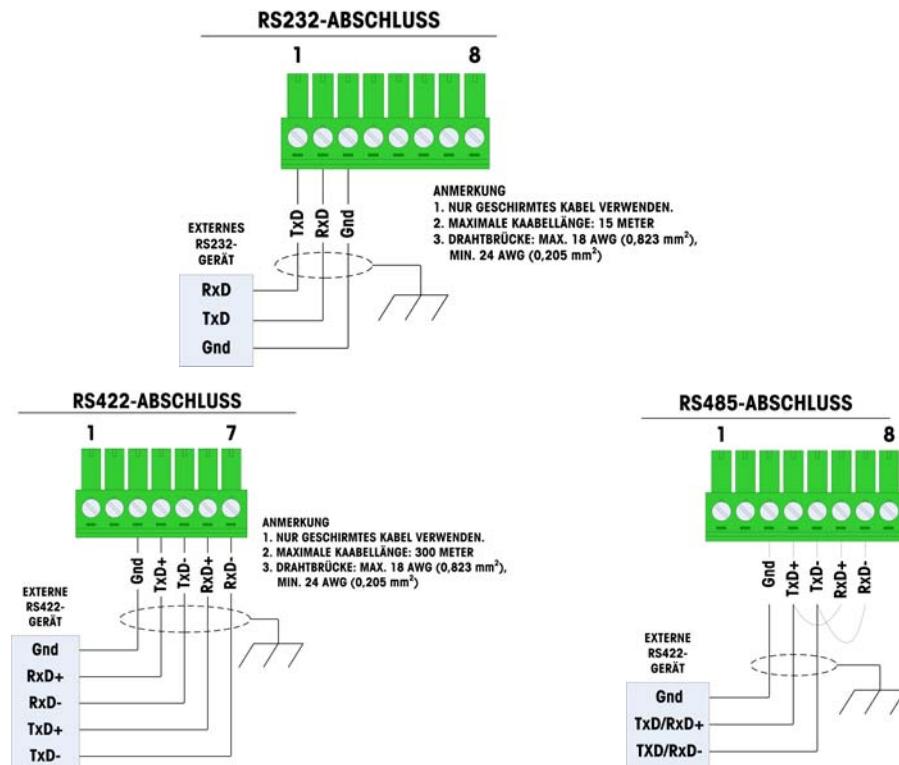 RS232-ABSCHLUSS
1 8
TxD
RxD
Gnd
ANMERKUNG
1. NUR GESCHIRMTES KABEL VERWENDEN.
2. MAXIMALE KAABELLÄNGE: 15 METER
3. DRAHTBRÜCKE: MAX. 18 AWG (0,823 mm²),
MIN. 24 AWG (0,205 mm²)
EXTERNES
RS232-
GERÄT
RxD
TxD
Gnd
RS422-ABSCHLUSS
1 7
Gnd
TxD+
TxD-
RxD+
RxD-
ANMERKUNG
1. NUR GESCHIRMTES KABEL VERWENDEN.
2. MAXIMALE KAABELLÄNGE: 300 METER
3. DRAHTBRÜCKE: MAX. 18 AWG (0,823 mm²),
MIN. 24 AWG (0,205 mm²)
EXTERNE
RS422-
GERÄT
Gnd
RxD+
RxD-
TxD+
TxD-
RS485-ABSCHLUSS
1 8
Gnd
TxD+
TxD-
RxD+
RxD-
EXTERNE
RS422-
GERÄT
Gnd
TxD/RxD+
TXD/RxD-